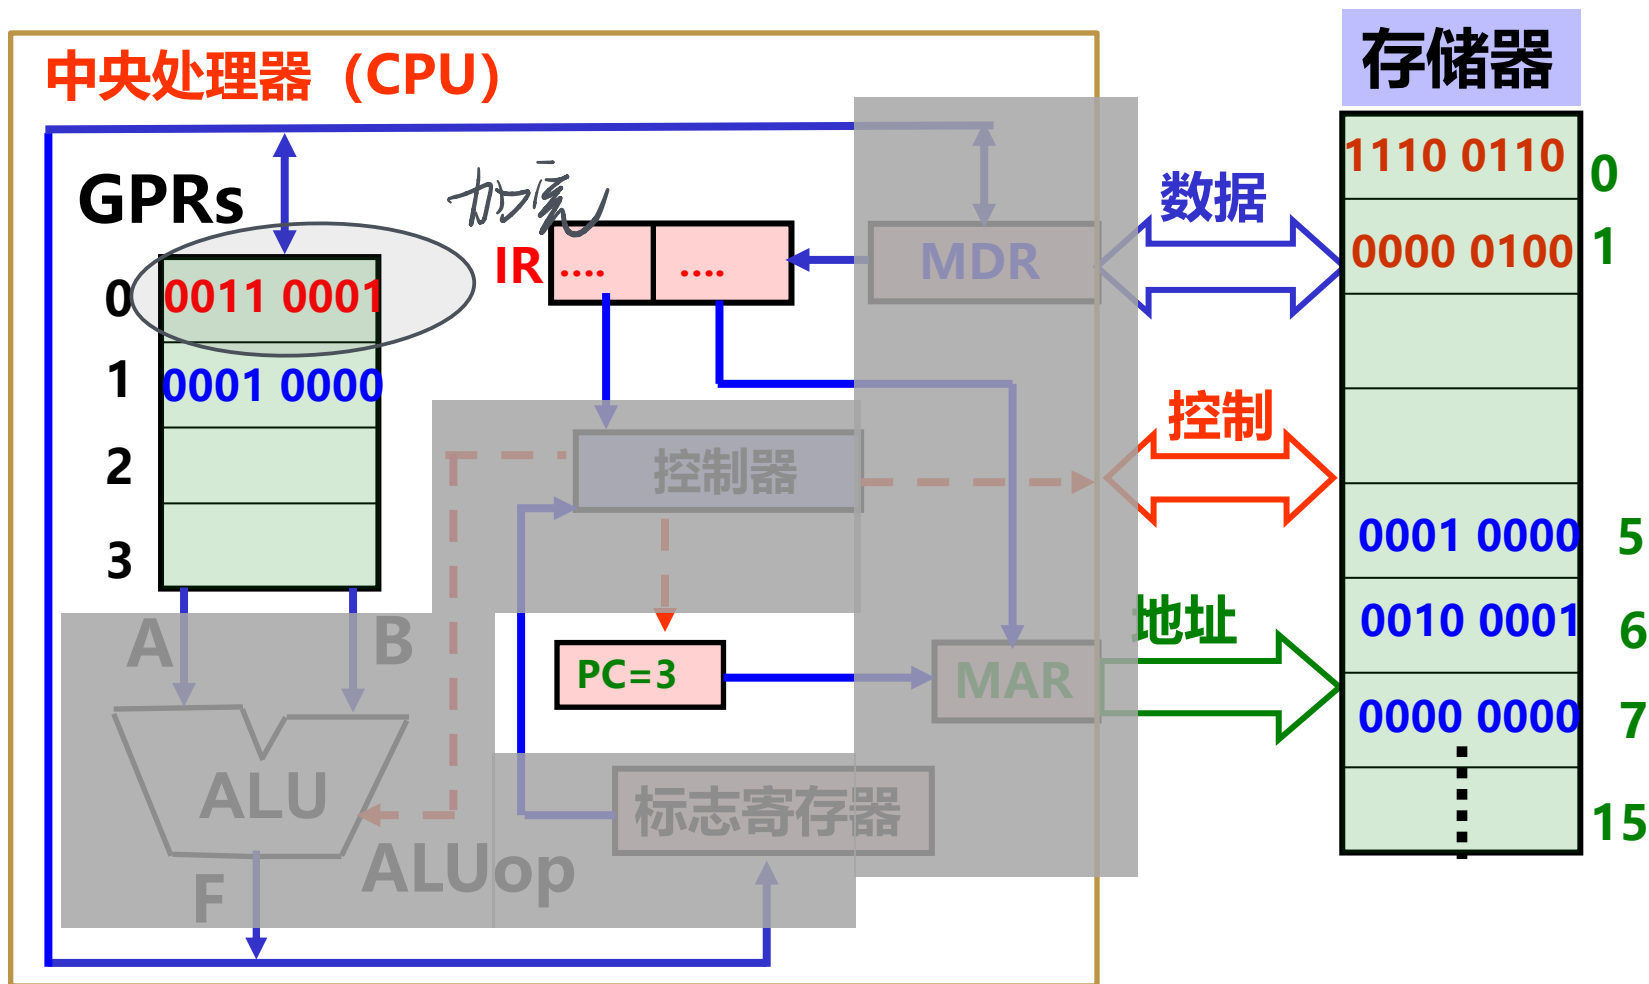 中央处理器（CPU）
存储器
GPRs
加
IR
....
....
MDR
数据
0
0011 0001
1
0001 0000
2
3
控制器
控制
A
B
PC=3
MAR
地址
ALU
标志寄存器
ALUop
F
1110 0110
0
0000 0100
1
0001 0000
5
0010 0001
6
0000 0000
7
15